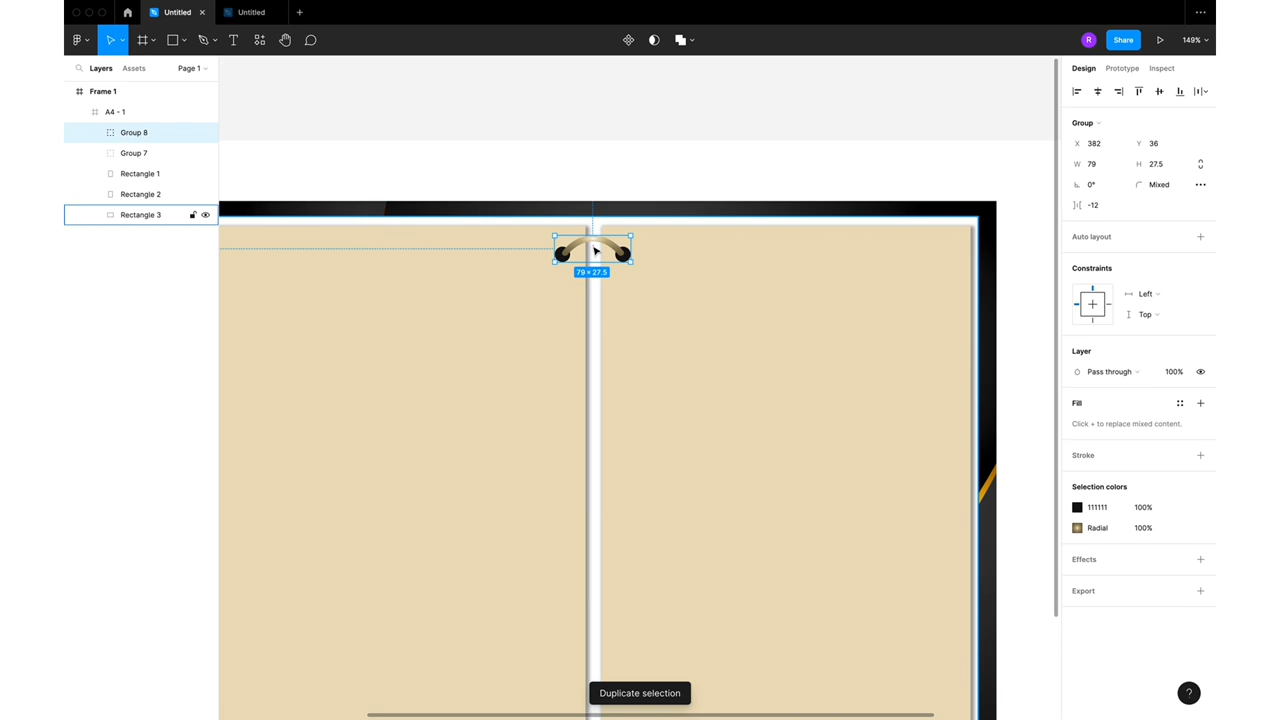 Untitled
Untitled
Share
149%
R
Layers
Assets
Page 1
Frame 1
A4 - 1
Group 8
Group 7
Rectangle 1
Rectangle 2
Rectangle 3
79 × 27.5
Duplicate selection
Design
Prototype
Inspect
Group
X 382
Y 36
W 79
H 27.5
0°
Mixed
-12
Auto layout
Constraints
Left
Top
Layer
Pass through
100%
Fill
Click + to replace mixed content.
Stroke
Selection colors
111111 100%
Radial 100%
Effects
Export
?